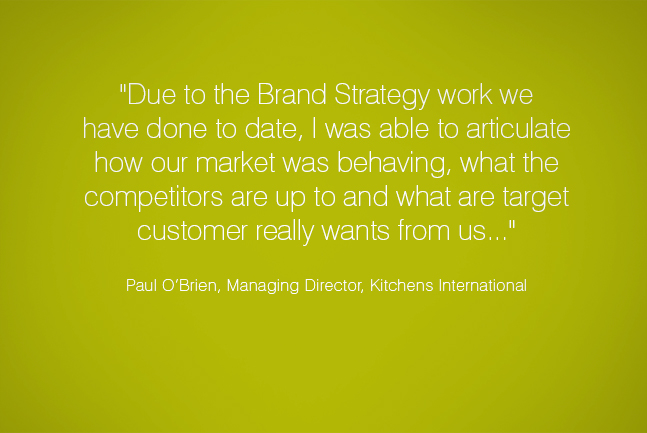 "Due to the Brand Strategy work we
have done to date, I was able to articulate
how our market was behaving, what the
competitors are up to and what are target
customer really wants from us..."
Paul O’Brien, Managing Director, Kitchens International